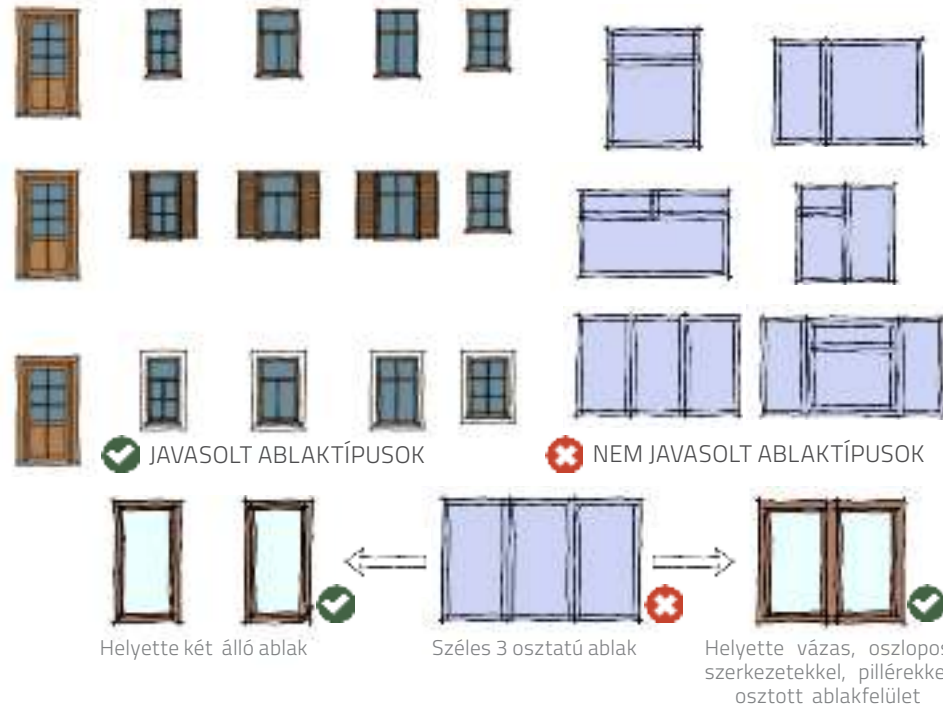 JAVASOLT ABLAKTÍPUSOK
NEM JAVASOLT ABLAKTÍPUSOK
Helyette két álló ablak
Széles 3 osztatú ablak
Helyette vázas, oszlopos
szerkezetekkel, pillérekkel
osztott ablakfelület